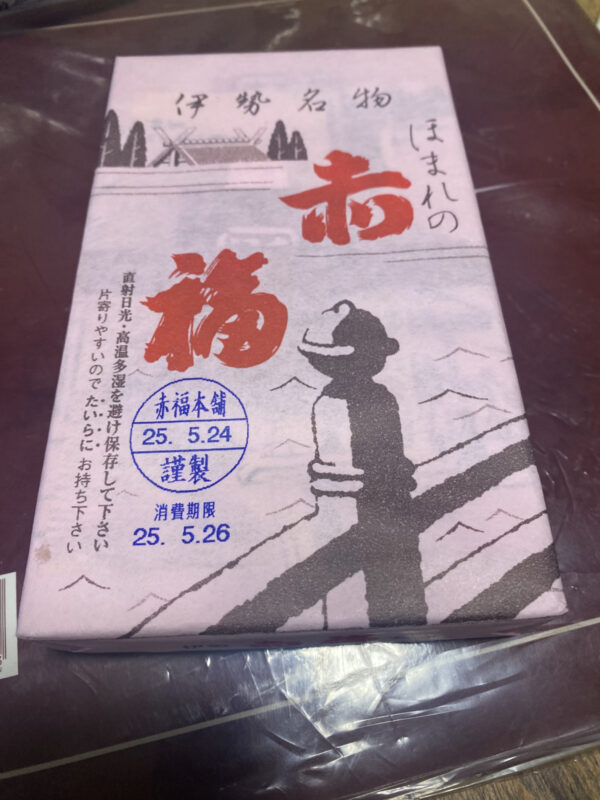 伊勢名物
ほまれの
赤
福
直射日光・高温多湿を避け保存して下さい
片寄りやすいのでたいらにお持ち下さい
赤福本舗
25. 5.24
謹製
消費期限
25. 5.26